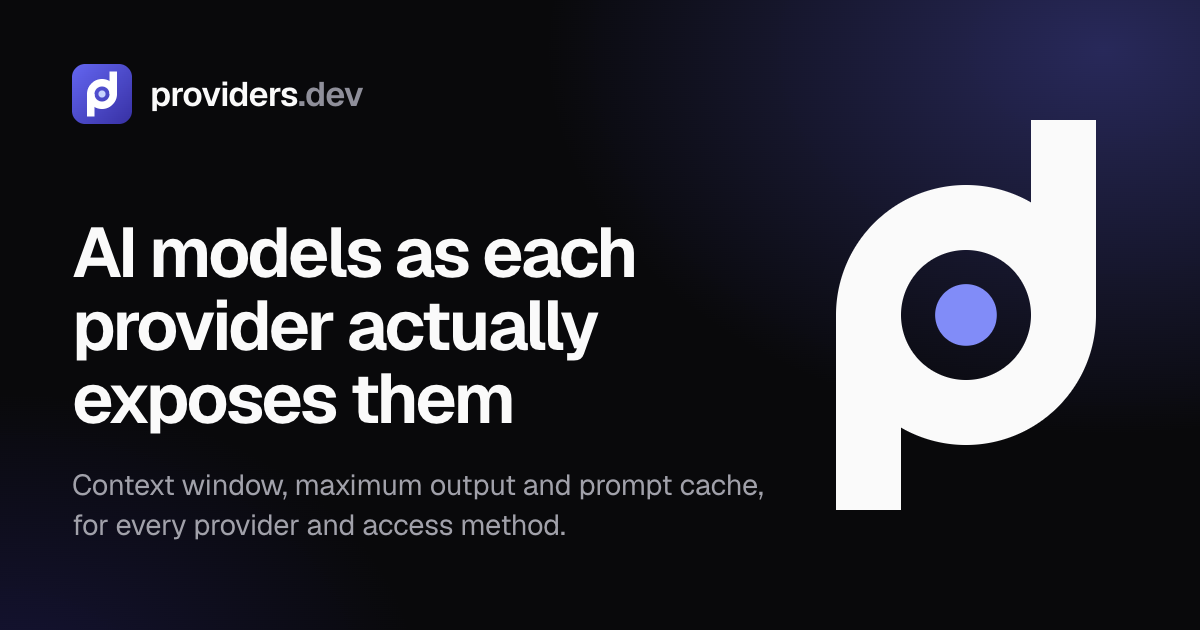 providers.dev
AI models as each
provider actually
exposes them
Context window, maximum output and prompt cache,
for every provider and access method.